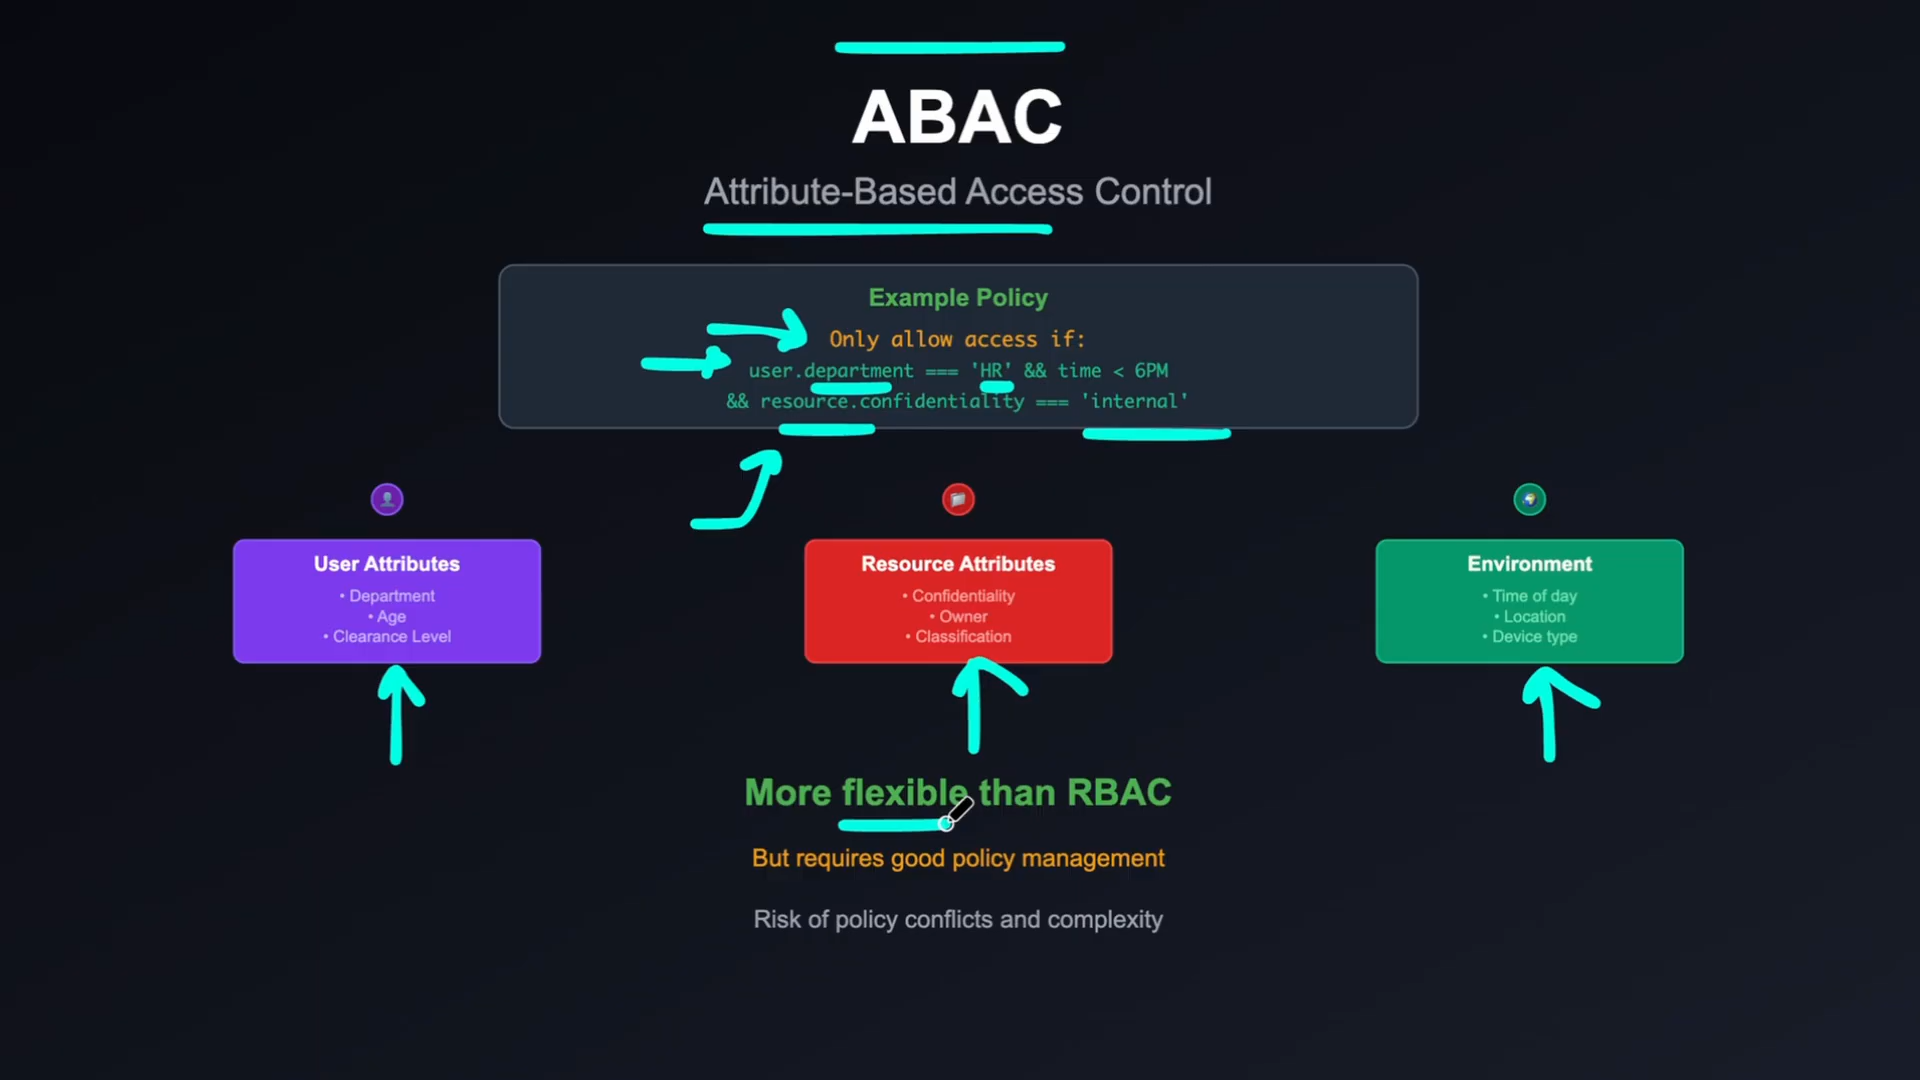 ABAC
Attribute-Based Access Control
Example Policy
Only allow access if:
user.department === 'HR' && time < 6PM
&& resource.confidentiality === 'internal'
User Attributes
• Department
• Age
• Clearance Level
Resource Attributes
• Confidentiality
• Owner
• Classification
Environment
• Time of day
• Location
• Device type
More flexible than RBAC
But requires good policy management
Risk of policy conflicts and complexity